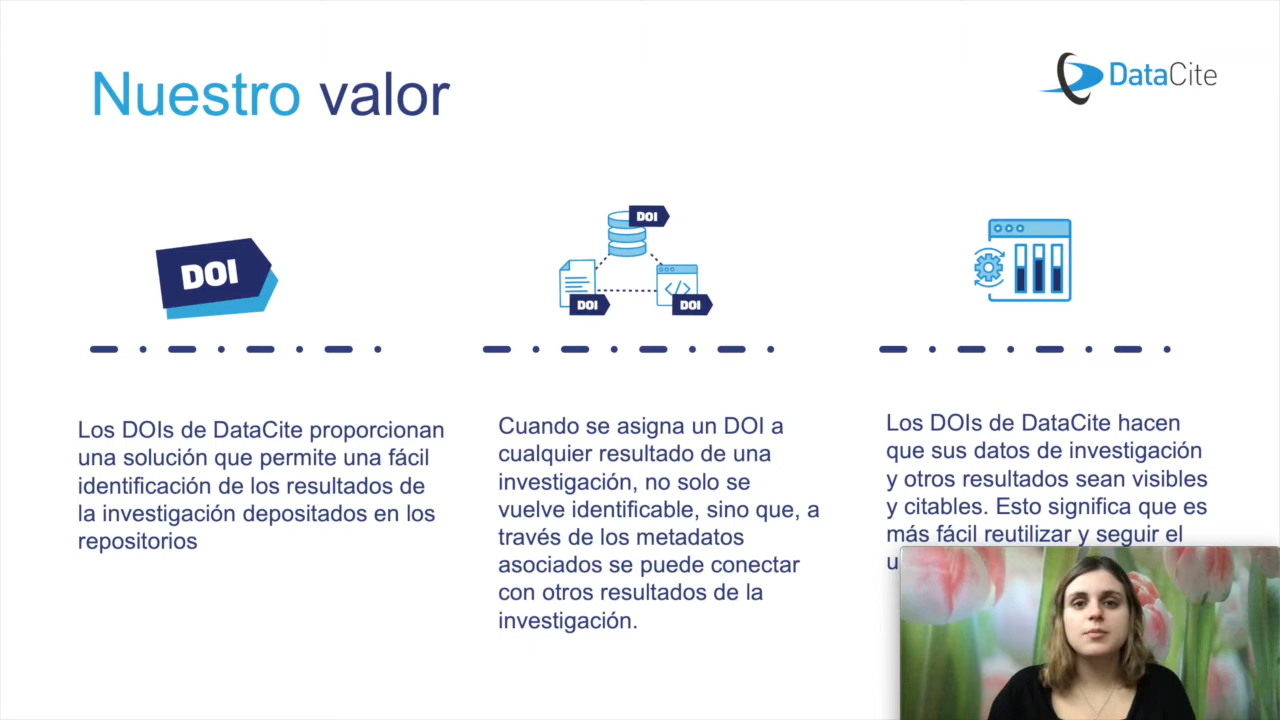 Nuestro valor
DataCite
DOI
DOI
DOI
DOI
Los DOIs de DataCite proporcionan
una solución que permite una fácil
identificación de los resultados de
la investigación depositados en los
repositorios
Cuando se asigna un DOI a
cualquier resultado de una
investigación, no solo se
vuelve identificable, sino que, a
través de los metadatos
asociados se puede conectar
con otros resultados de la
investigación.
Los DOIs de DataCite hacen
que sus datos de investigación
y otros resultados sean visibles
y citables. Esto significa que es
más fácil reutilizar y seguir el